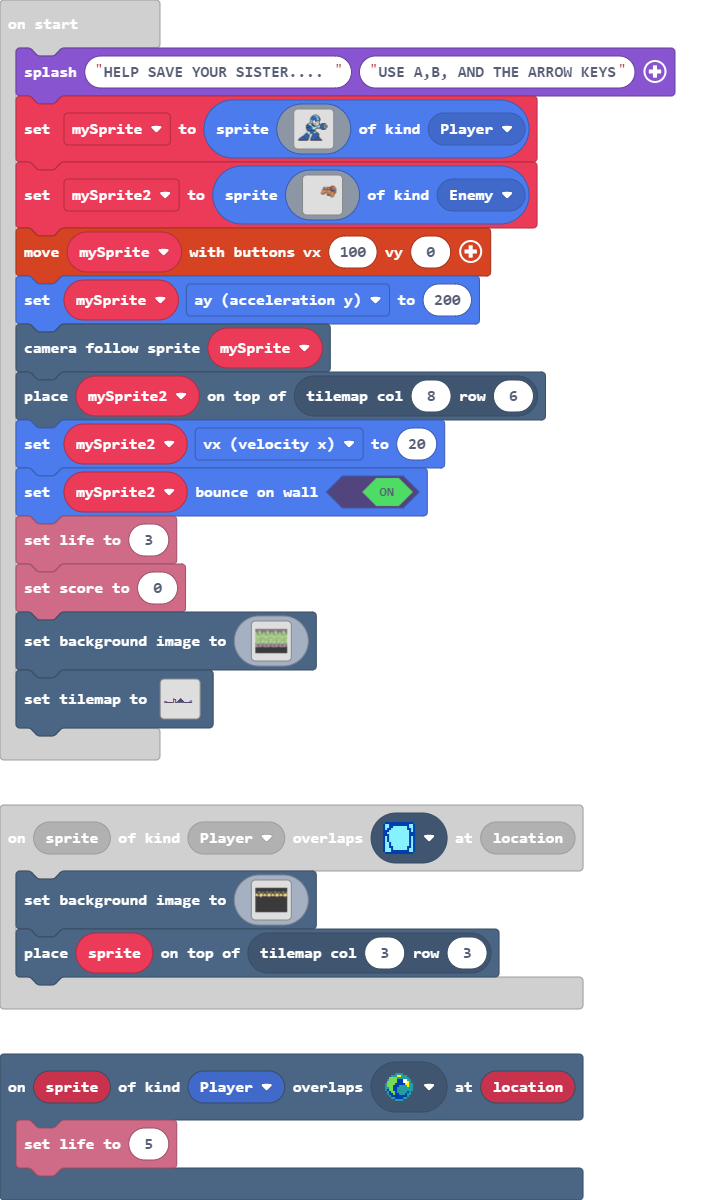 on start
splash "HELP SAVE YOUR SISTER.... " "USE A,B, AND THE ARROW KEYS"
set mySprite to sprite of kind Player
set mySprite2 to sprite of kind Enemy
move mySprite with buttons vx 100 vy 0
set mySprite ay (acceleration y) to 200
camera follow sprite mySprite
place mySprite2 on top of tilemap col 8 row 6
set mySprite2 vx (velocity x) to 20
set mySprite2 bounce on wall ON
set life to 3
set score to 0
set background image to
set tilemap to
on sprite of kind Player overlaps at location
set background image to
place sprite on top of tilemap col 3 row 3
on sprite of kind Player overlaps at location
set life to 5